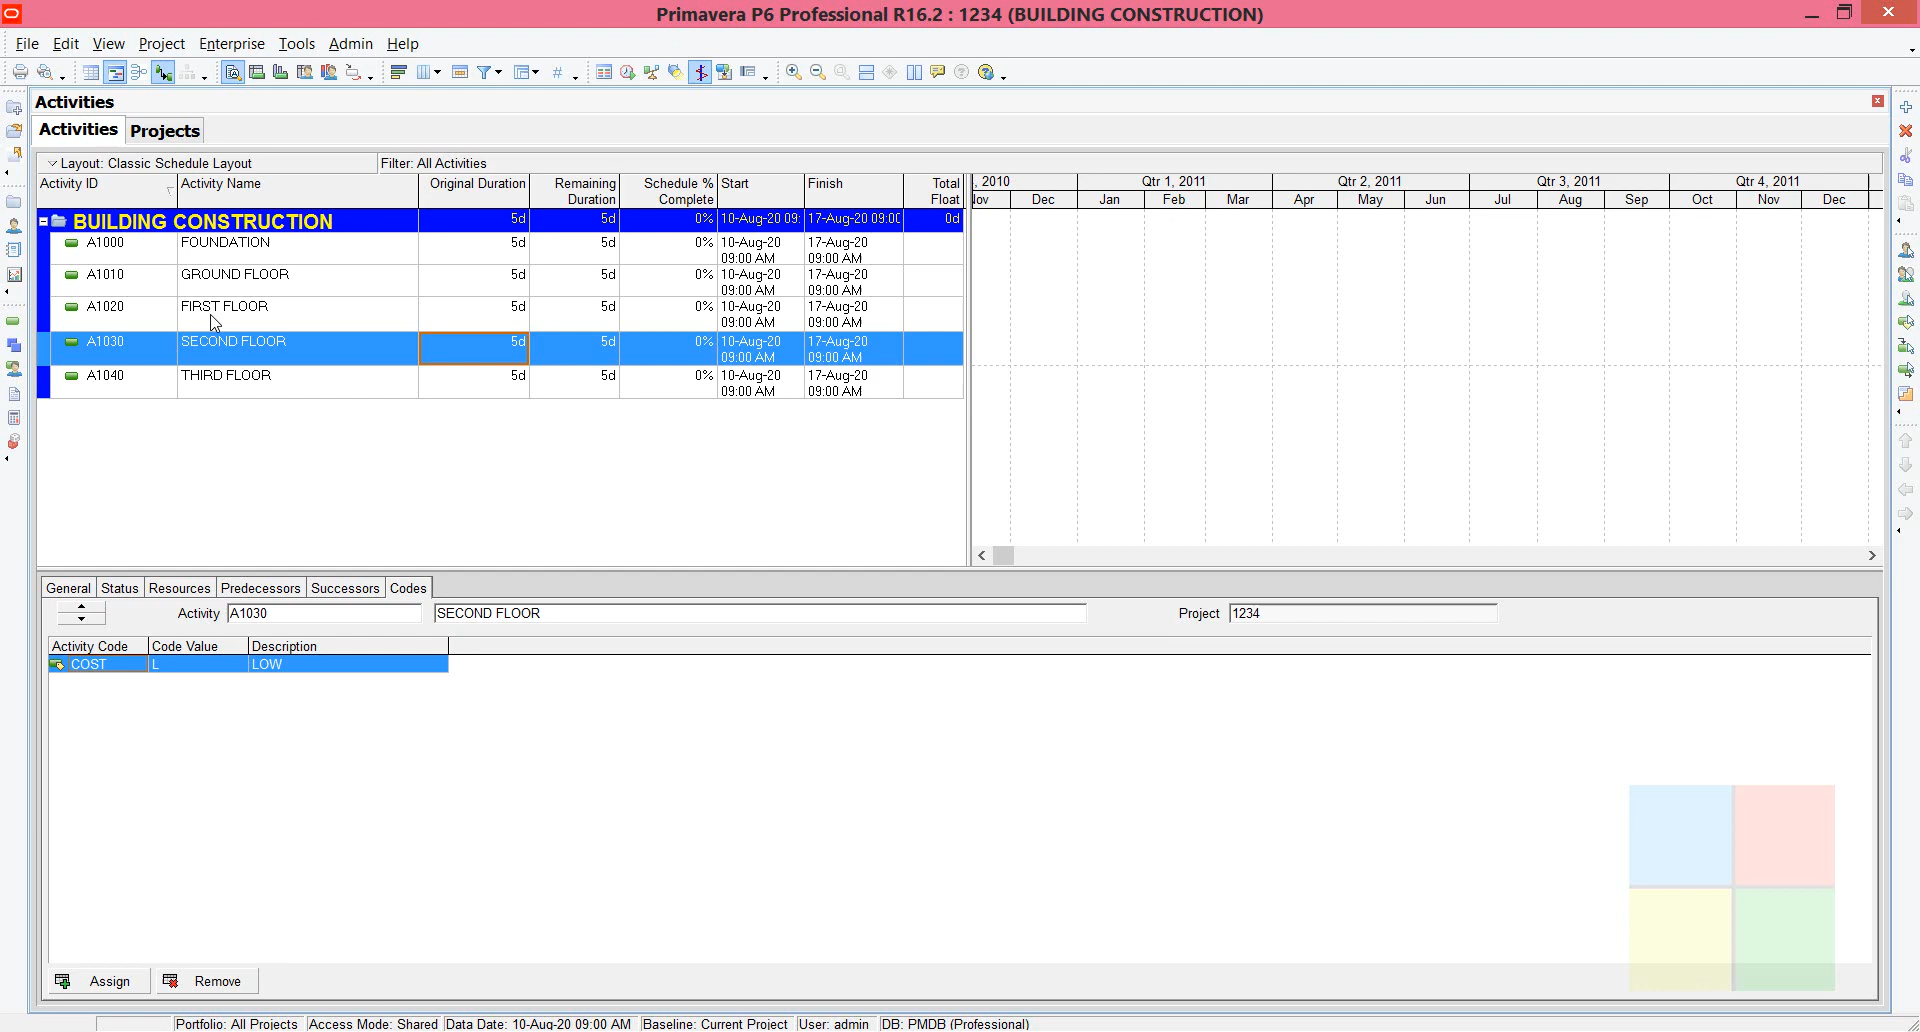 Primavera P6 Professional R16.2 : 1234 (BUILDING CONSTRUCTION)
File Edit View Project Enterprise Tools Admin Help
Activities
Activities Projects
Layout: Classic Schedule Layout Filter: All Activities
Activity ID Activity Name Original Duration Remaining Duration Schedule % Complete Start Finish Total Float
, 2010 Qtr 1, 2011 Qtr 2, 2011 Qtr 3, 2011 Qtr 4, 2011
Nov Dec Jan Feb Mar Apr May Jun Jul Aug Sep Oct Nov Dec
BUILDING CONSTRUCTION 5d 5d 0% 10-Aug-20 09: 17-Aug-20 09:00 0d
A1000 FOUNDATION 5d 5d 0% 10-Aug-20 17-Aug-20
09:00 AM 09:00 AM
A1010 GROUND FLOOR 5d 5d 0% 10-Aug-20 17-Aug-20
09:00 AM 09:00 AM
A1020 FIRST FLOOR 5d 5d 0% 10-Aug-20 17-Aug-20
09:00 AM 09:00 AM
A1030 SECOND FLOOR 5d 5d 0% 10-Aug-20 17-Aug-20
09:00 AM 09:00 AM
A1040 THIRD FLOOR 5d 5d 0% 10-Aug-20 17-Aug-20
09:00 AM 09:00 AM
General Status Resources Predecessors Successors Codes
Activity A1030 SECOND FLOOR Project 1234
Activity Code Code Value Description
COST L LOW
Assign Remove
Portfolio: All Projects Access Mode: Shared Data Date: 10-Aug-20 09:00 AM Baseline: Current Project User: admin DB: PMDB (Professional)